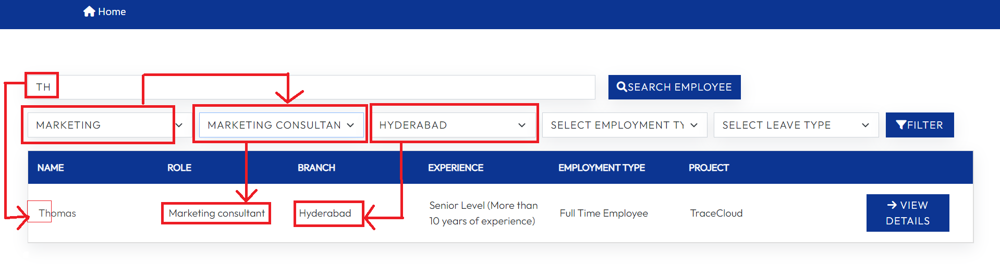 Home
TH
SEARCH EMPLOYEE
MARKETING
MARKETING CONSULTAN
HYDERABAD
SELECT EMPLOYMENT TY
SELECT LEAVE TYPE
FILTER
NAME ROLE BRANCH EXPERIENCE EMPLOYMENT TYPE PROJECT
Thomas
Marketing consultant
Hyderabad
Senior Level (More than
10 years of experience)
Full Time Employee
TraceCloud
VIEW
DETAILS